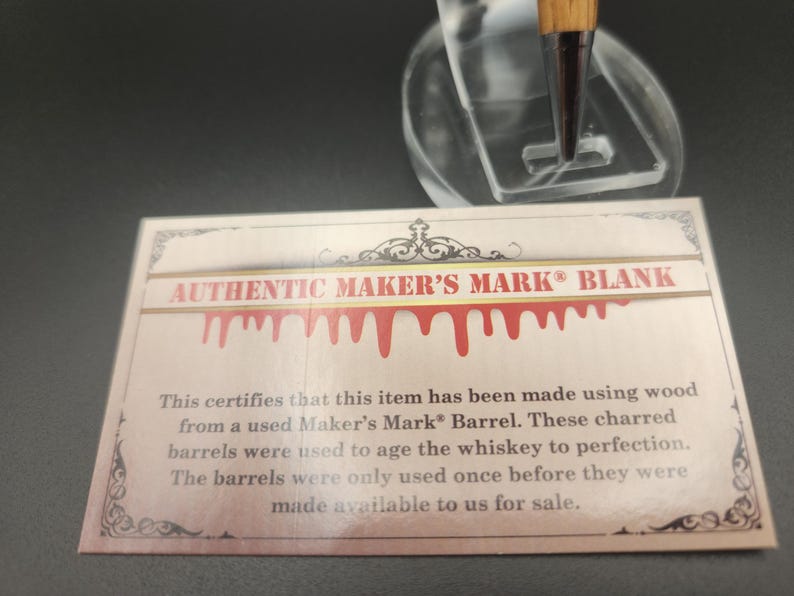 AUTHENTIC MAKER'S MARK® BLANK
This certifies that this item has been made using wood
from a used Maker's Mark® Barrel. These charred
barrels were used to age the whiskey to perfection.
The barrels were only used once before they were
made available to us for sale.